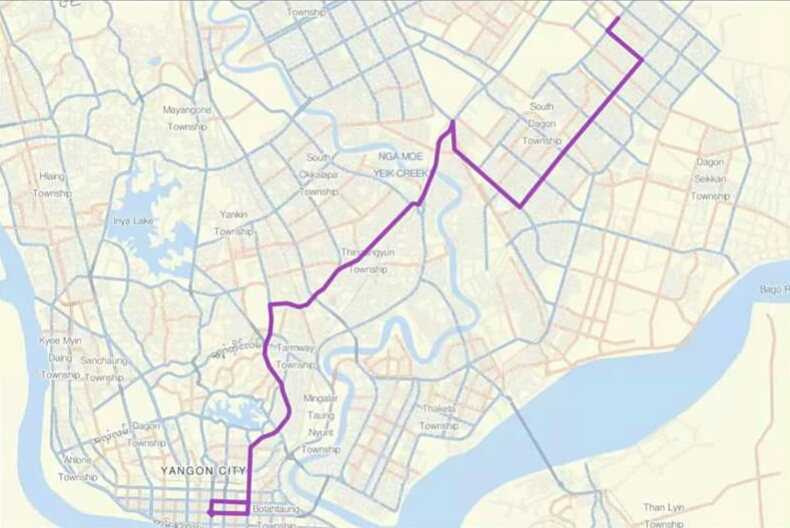 Township
Mayangone
Township
South
Dagon
Township
NGA MOE
YEIK CREEK
South
Okkalapa
Township
Hlaing
Township
Dagon
Seikkan
Township
Inya Lake
Yankin
Township
Thingangyun
Township
Bago R
Kyee Myin
Daing
Township
Sanchaung
Township
Tarmway
Township
Mingalar
Taung
Nyunt
Township
Thaketa
Township
Dagon
Township
Ahlone
Township
YANGON CITY
Botahtaung
Township
Than Lyin
Township